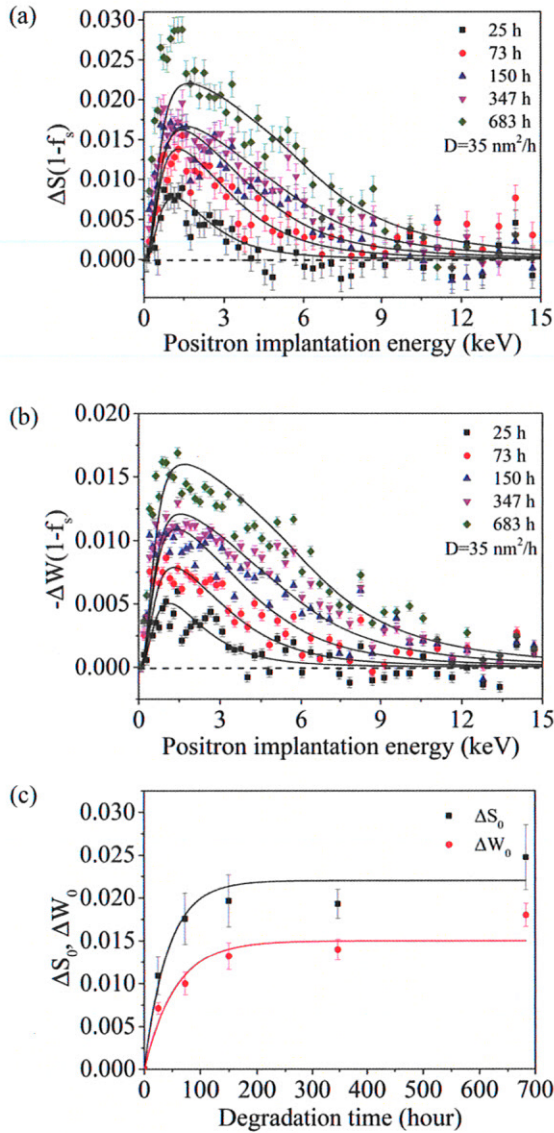 (a)
0.030
0.025
0.020
0.015
0.010
0.005
0.000
ΔS(1-fₛ)
25 h
73 h
150 h
347 h
683 h
D=35 nm²/h
0 3 6 9 12 15
Positron implantation energy (keV)
(b)
0.020
0.015
0.010
0.005
0.000
-ΔW(1-fₛ)
25 h
73 h
150 h
347 h
683 h
D=35 nm²/h
0 3 6 9 12 15
Positron implantation energy (keV)
(c)
0.030
0.025
0.020
0.015
0.010
0.005
0.000
ΔS₀, ΔW₀
ΔS₀
ΔW₀
0 100 200 300 400 500 600 700
Degradation time (hour)